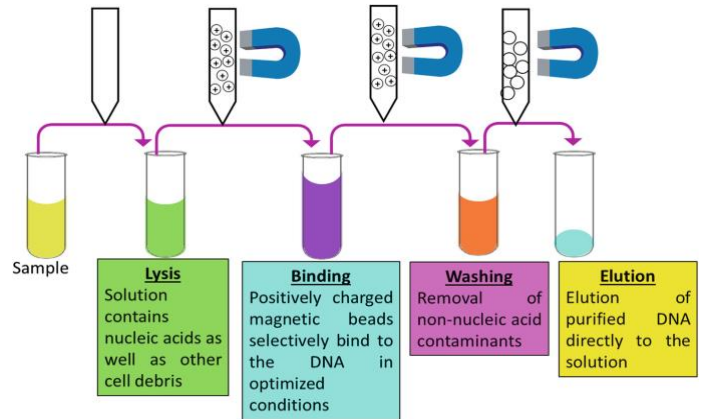 Sample
Lysis
Solution
contains
nucleic acids as
well as other
cell debris
Binding
Positively charged
magnetic beads
selectively bind to
the DNA in
optimized
conditions
Washing
Removal of
non-nucleic acid
contaminants
Elution
Elution of
purified DNA
directly to the
solution